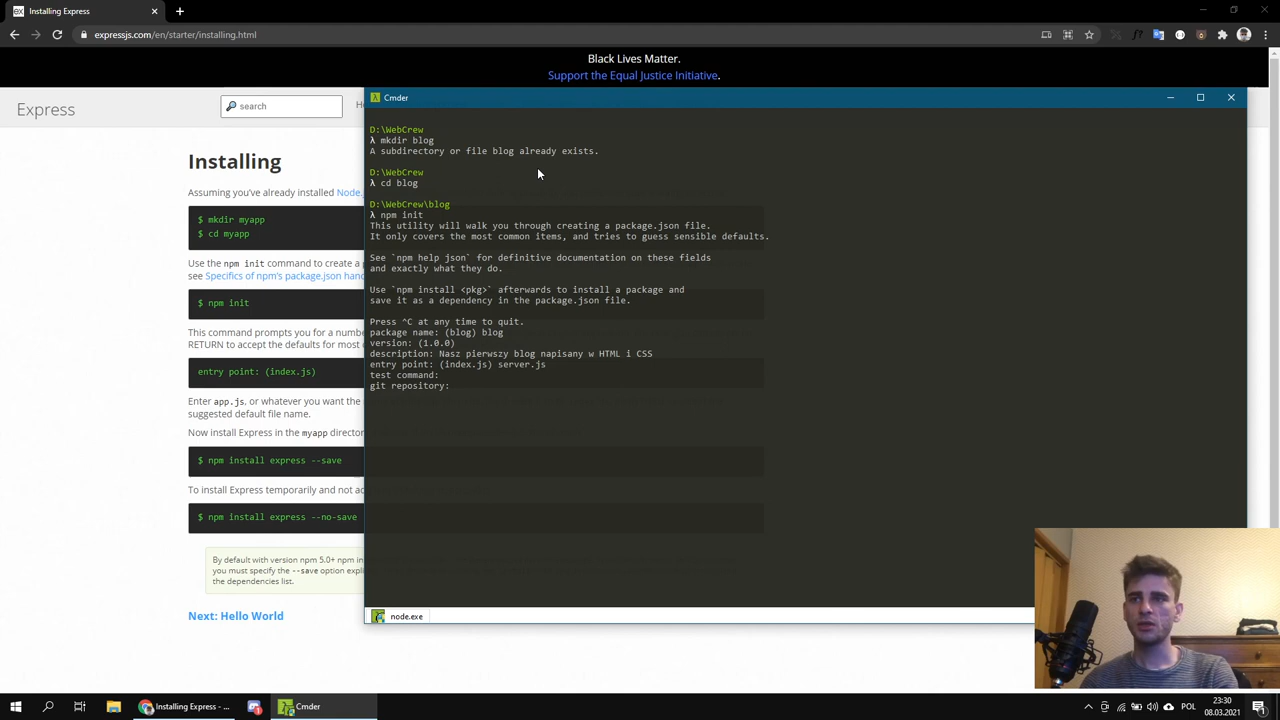 Installing Express
expressjs.com/en/starter/installing.html
Black Lives Matter.
Support the Equal Justice Initiative.
Express
search
Installing
Assuming you've already installed Node.
$ mkdir myapp
$ cd myapp
Use the npm init command to create a
see Specifics of npm's package.json
$ npm init
This command prompts you for a
RETURN to accept the defaults for most
entry point: (index.js)
Enter app.js, or whatever you want the
suggested default file name.
Now install Express in the myapp
$ npm install express --save
To install Express temporarily and not
$ npm install express --no-save
By default with version npm 5.0+ npm
you must specify the --save option
the dependencies list.
Next: Hello World
Cmder
D:\WebCrew
λ mkdir blog
A subdirectory or file blog already exists.
D:\WebCrew
λ cd blog
D:\WebCrew\blog
λ npm init
This utility will walk you through creating a package.json file.
It only covers the most common items, and tries to guess sensible defaults.
See `npm help json` for definitive documentation on these fields
and exactly what they do.
Use `npm install <pkg>` afterwards to install a package and
save it as a dependency in the package.json file.
Press ^C at any time to quit.
package name: (blog) blog
version: (1.0.0)
description: Nasz pierwszy blog napisany w HTML i CSS
entry point: (index.js) server.js
test command:
git repository:
node.exe
Installing Express - ...
Cmder
POL
23:30
08.03.2021